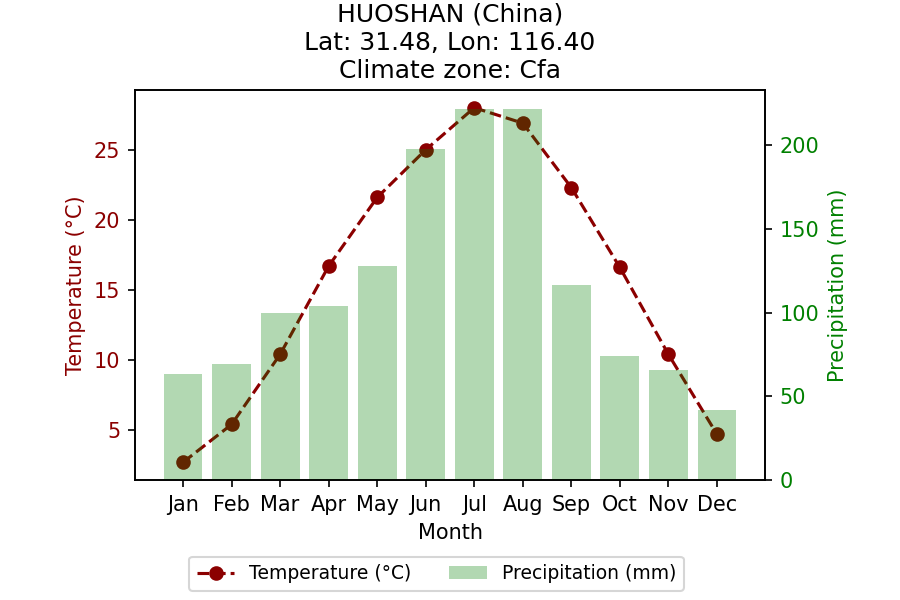 HUOSHAN (China)
Lat: 31.48, Lon: 116.40
Climate zone: Cfa
Temperature (°C)
25
20
15
10
5
200
150
100
50
0
Precipitation (mm)
Jan Feb Mar Apr May Jun Jul Aug Sep Oct Nov Dec
Month
Temperature (°C) Precipitation (mm)